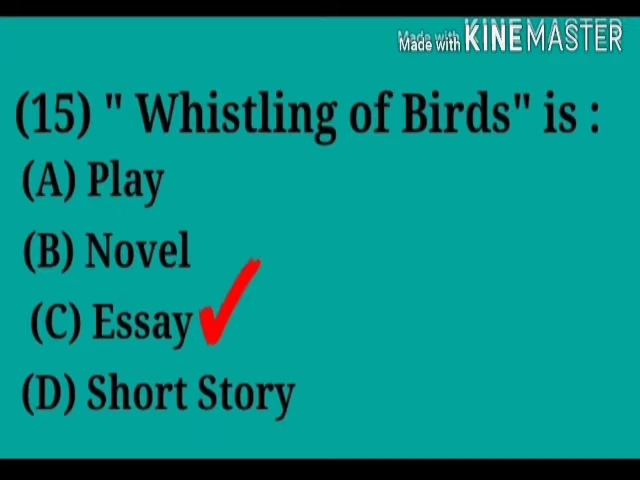 Made with KINEMASTER
(15) " Whistling of Birds" is :
(A) Play
(B) Novel
(C) Essay
(D) Short Story